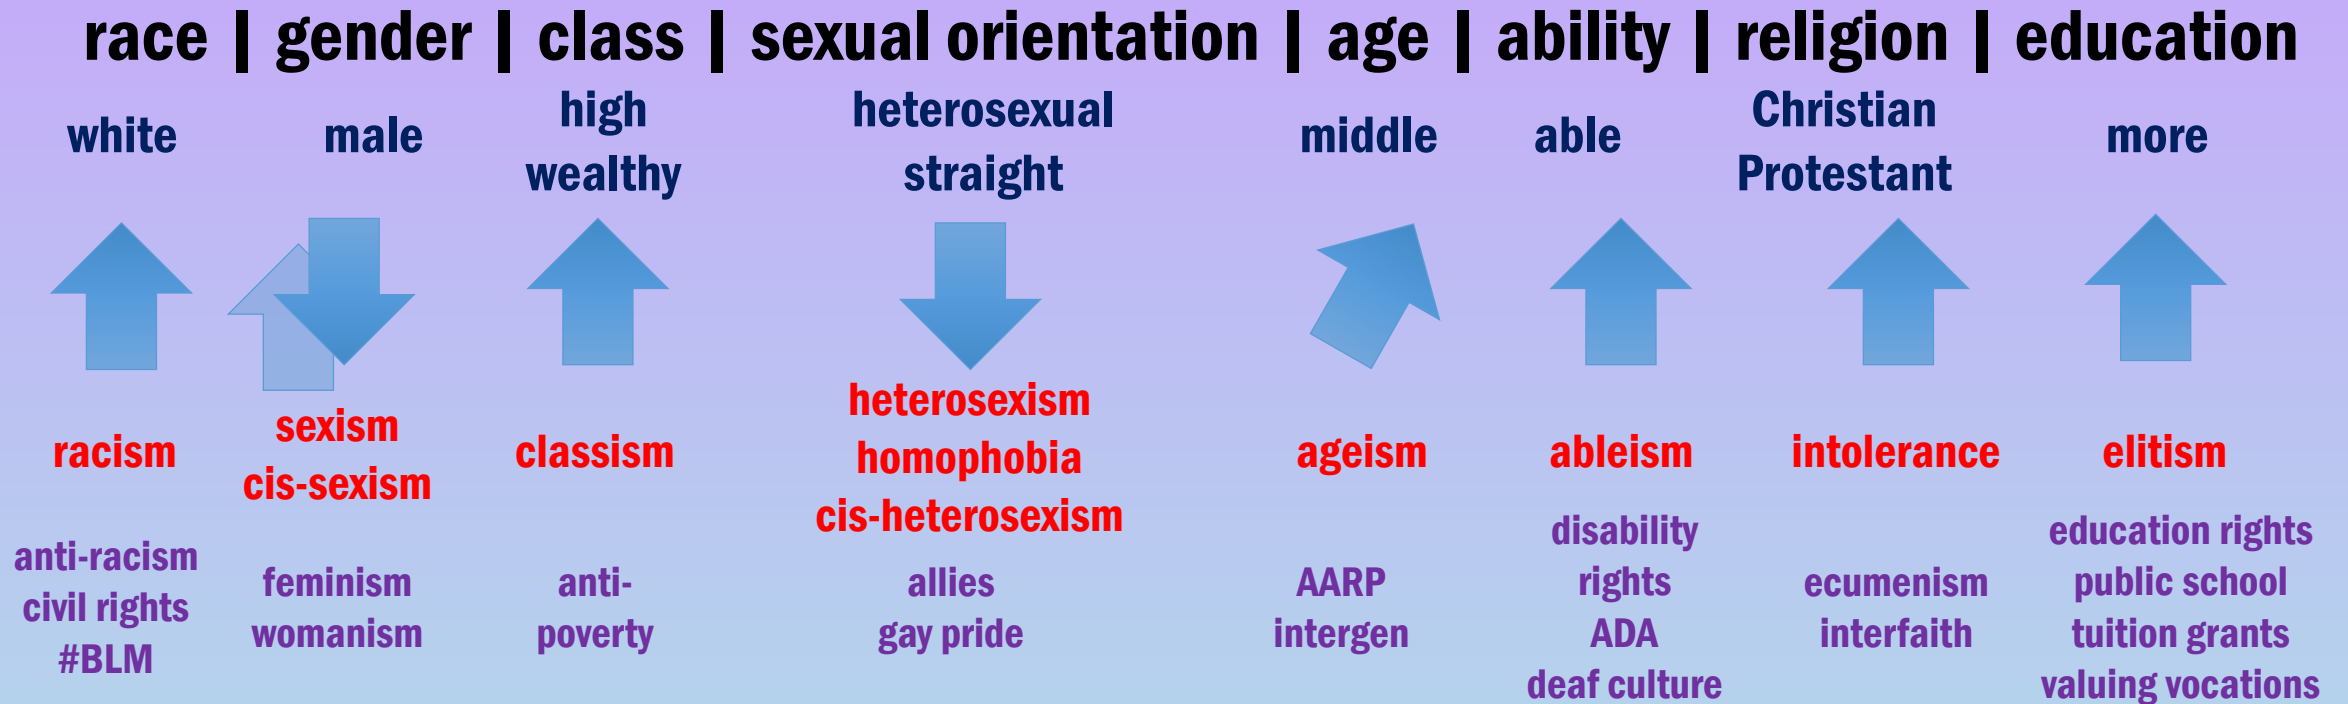 race | gender | class | sexual orientation | age | ability | religion | education
white
male
high
wealthy
heterosexual
straight
middle
able
Christian
Protestant
more
racism
sexism
cis-sexism
classism
heterosexism
homophobia
cis-heterosexism
ageism
ableism
intolerance
elitism
anti-racism
civil rights
#BLM
feminism
womanism
anti-
poverty
allies
gay pride
AARP
intergen
disability
rights
ADA
deaf culture
ecumenism
interfaith
education rights
public school
tuition grants
valuing vocations